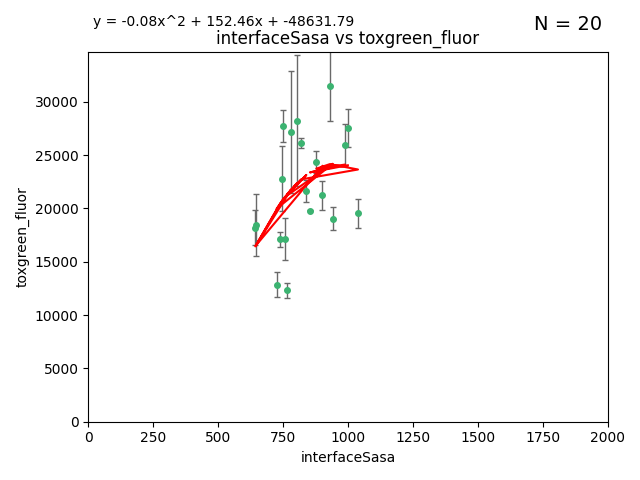 y = -0.08x^2 + 152.46x + -48631.79
N = 20
interfaceSasa vs toxgreen_fluor
30000
25000
20000
15000
10000
5000
0
toxgreen_fluor
0 250 500 750 1000 1250 1500 1750 2000
interfaceSasa